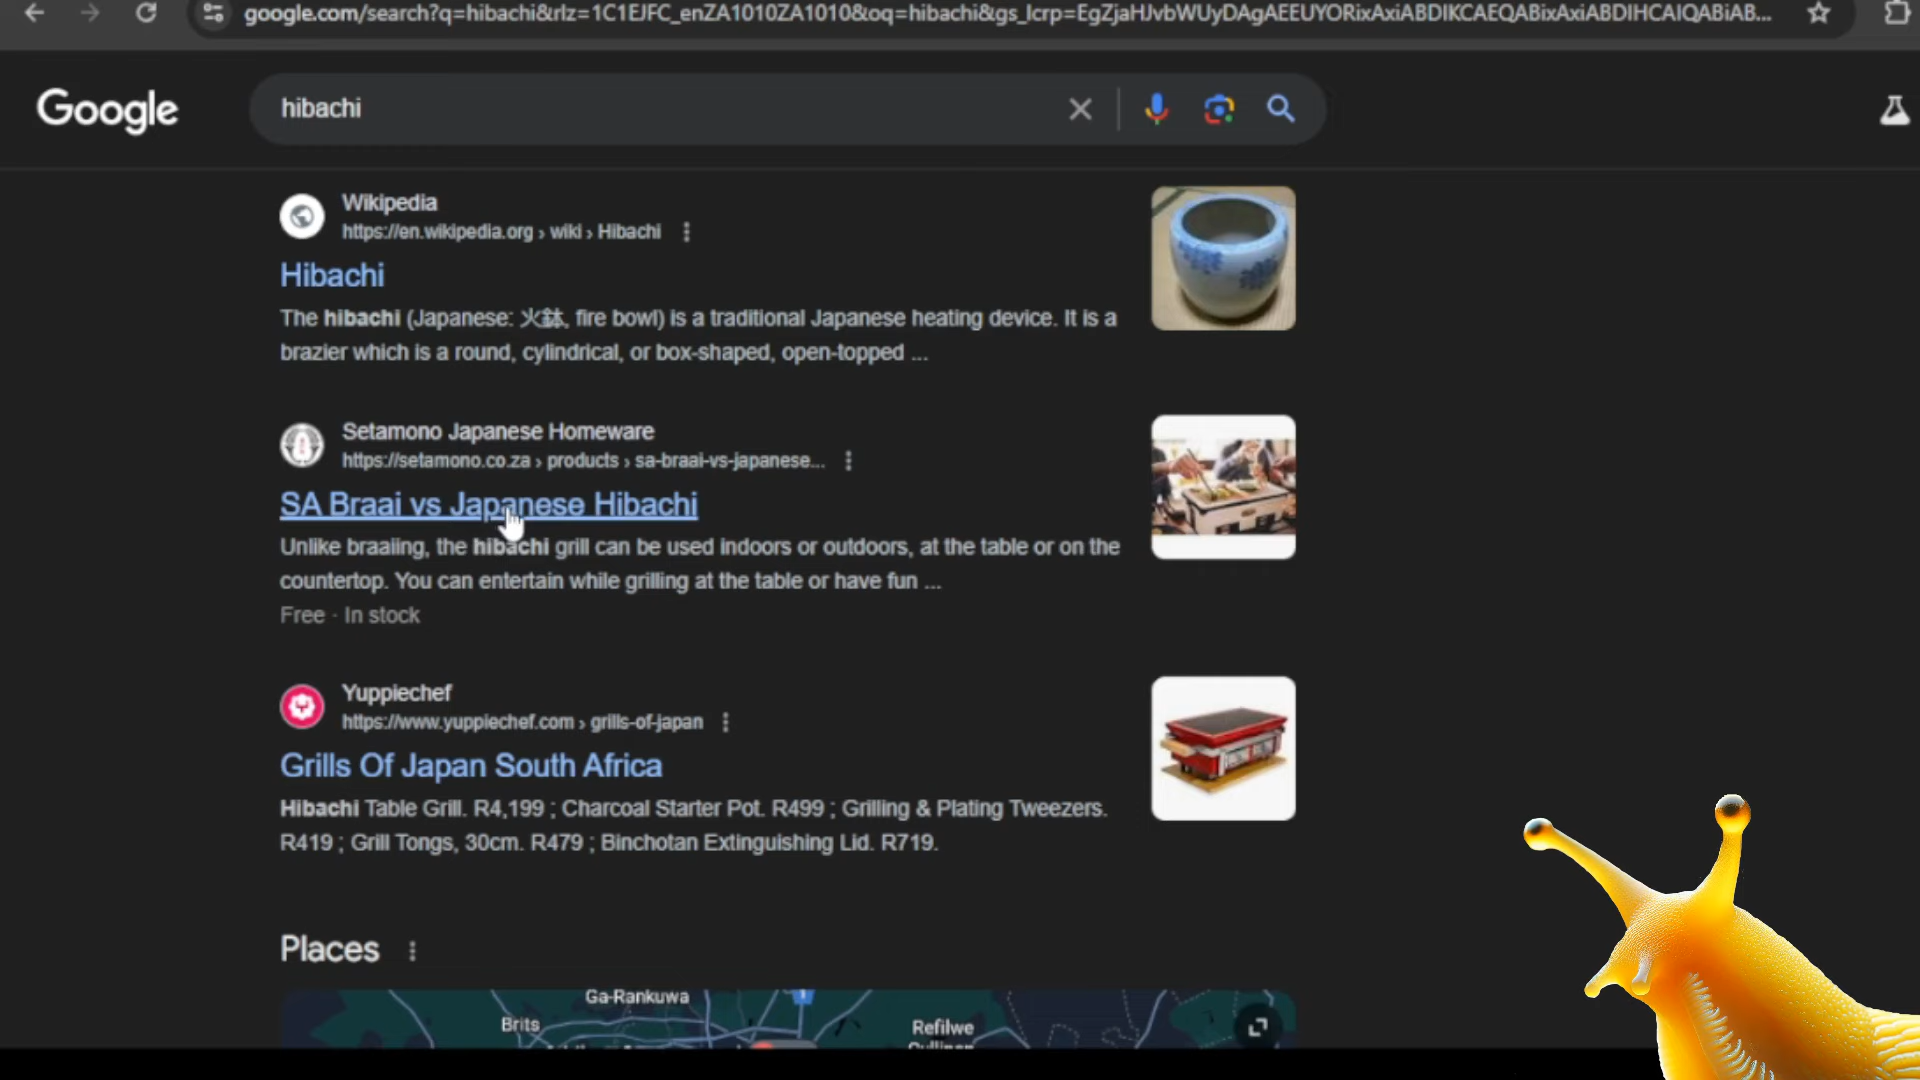 google.com/search?q=hibachi&rlz=1C1EJFC_enZA1010ZA1010&oq=hibachi&gs_lcrp=EgZjaHJvbWUyDAgAEEUYORixAxiABDIKCAEQABixAxiABDIHCAIQABiAB...
Google
hibachi
Wikipedia
https://en.wikipedia.org › wiki › Hibachi
Hibachi
The hibachi (Japanese: 火鉢, fire bowl) is a traditional Japanese heating device. It is a
brazier which is a round, cylindrical, or box-shaped, open-topped ...
Setamono Japanese Homeware
https://setamono.co.za › products › sa-braai-vs-japanese...
SA Braai vs Japanese Hibachi
Unlike braaiing, the hibachi grill can be used indoors or outdoors, at the table or on the
countertop. You can entertain while grilling at the table or have fun ...
Free · In stock
Yuppiechef
https://www.yuppiechef.com › grills-of-japan
Grills Of Japan South Africa
Hibachi Table Grill. R4,199 ; Charcoal Starter Pot. R499 ; Grilling & Plating Tweezers.
R419 ; Grill Tongs, 30cm. R479 ; Binchotan Extinguishing Lid. R719.
Places
Ga-Rankuwa
Brits
Refilwe